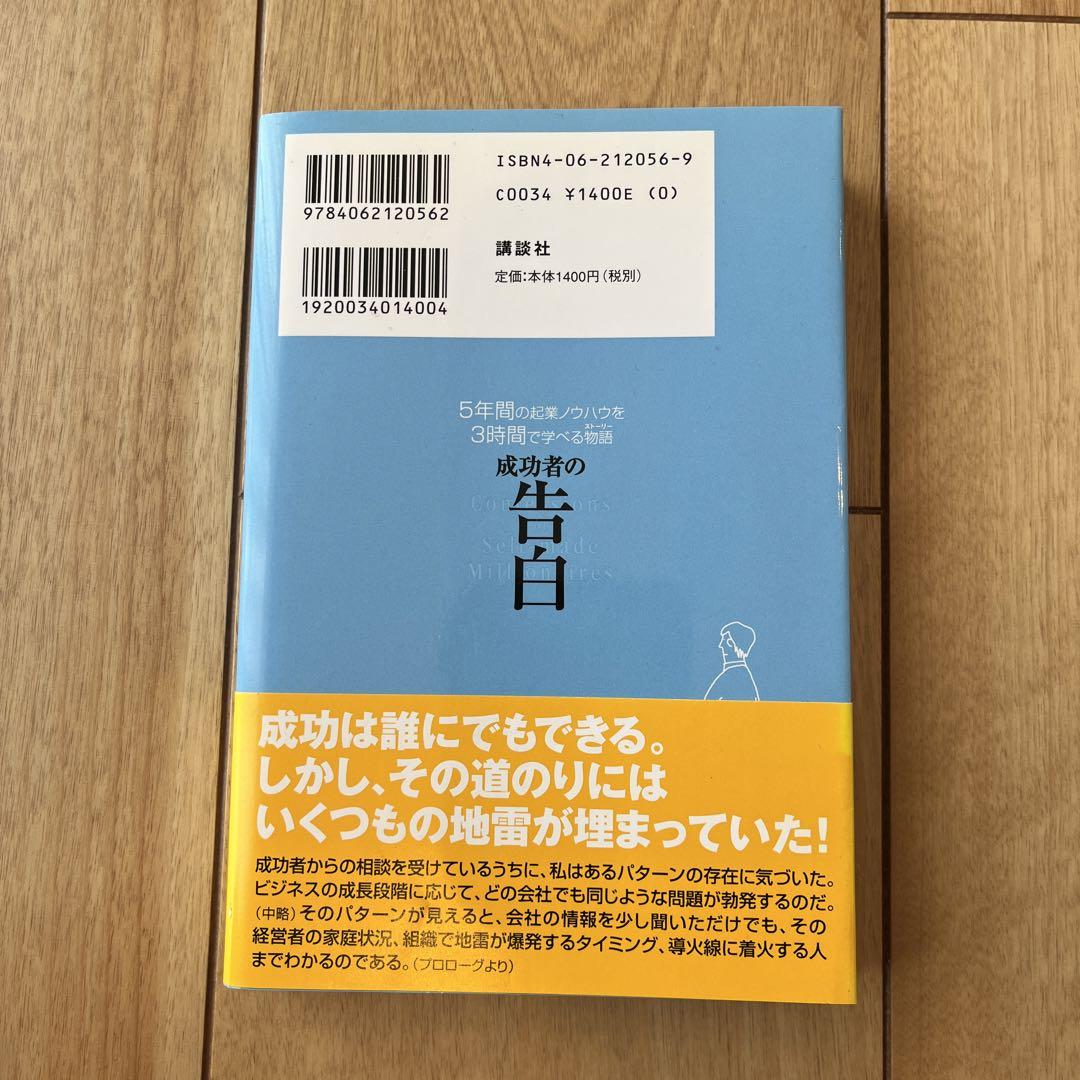 ISBN4-06-212056-9
C0034 ¥1400E (0)
9784062120562
講談社
定価:本体1400円(税別)
1920034014004
5年間の起業ノウハウを
3時間で学べる物語
ストーリー
成功者の
告白
Confessions
Self-made
Millionaires
成功は誰にでもできる。
しかし、その道のりには
いくつもの地雷が埋まっていた!
成功者からの相談を受けているうちに、私はあるパターンの存在に気づいた。
ビジネスの成長段階に応じて、どの会社でも同じような問題が勃発するのだ。
(中略)そのパターンが見えると、会社の情報を少し聞いただけでも、その
経営者の家庭状況、組織で地雷が爆発するタイミング、導火線に着火する人
までわかるのである。(プロローグより)